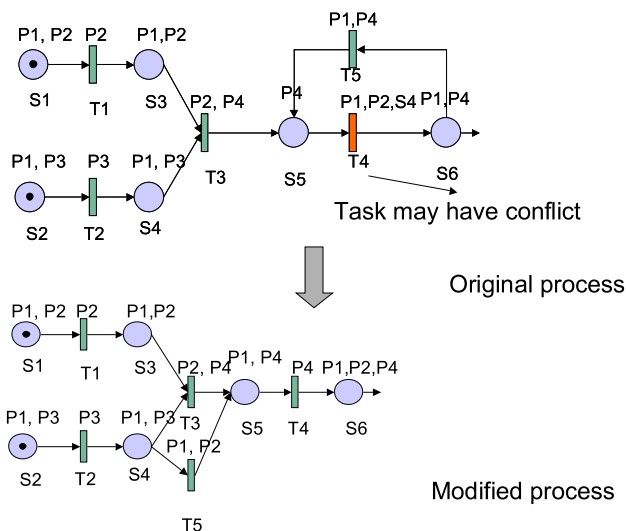 P1,P4
P1, P2 P2 P1,P2
T5
P2, P4 P4 P1,P2,S4 P1,P4
S1 T1 S3
P1, P3 P3 P1, P3
T3 S5 T4 S6
S2 T2 S4
Task may have conflict
Original process
P1, P2 P2 P1,P2
S1 T1 S3
P2, P4 P1, P4 P4 P1,P2,P4
P1, P3 P3 P1, P3 T3 S5 T4 S6
P1, P2
S2 T2 S4
Modified process
T5